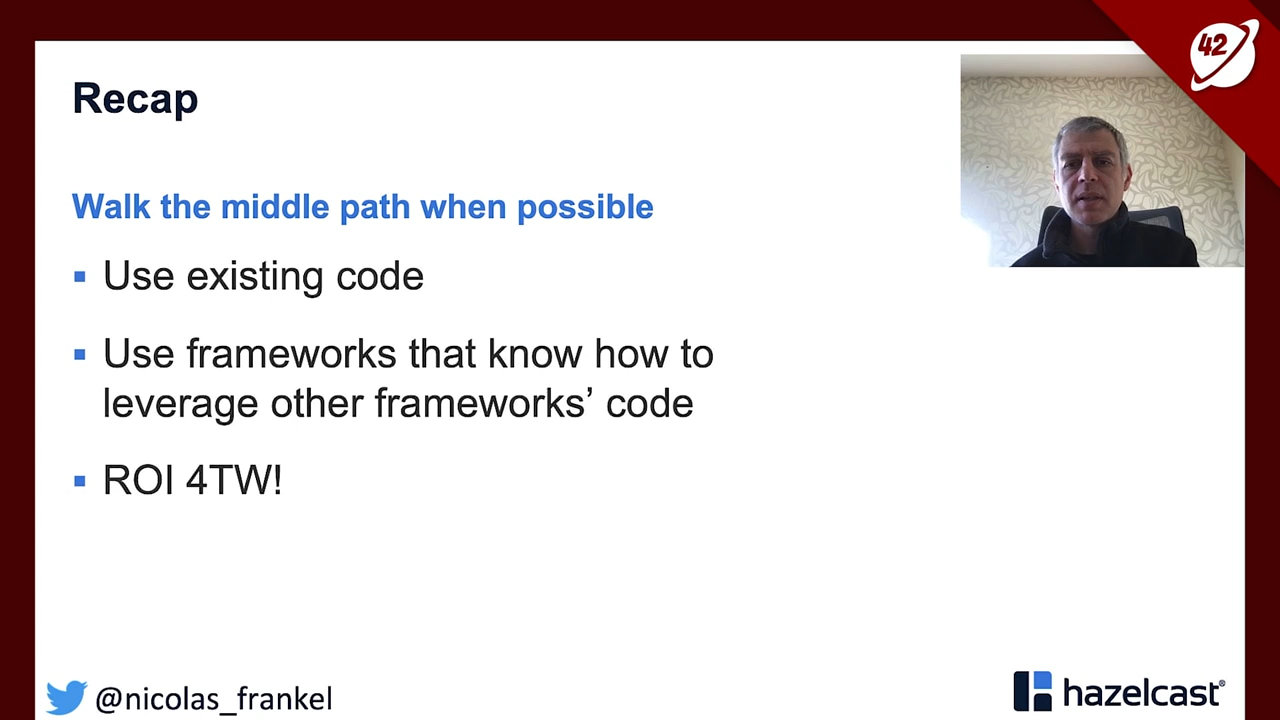 42
Recap
Walk the middle path when possible
▪ Use existing code
▪ Use frameworks that know how to
leverage other frameworks’ code
▪ ROI 4TW!
@nicolas_frankel
hazelcast®